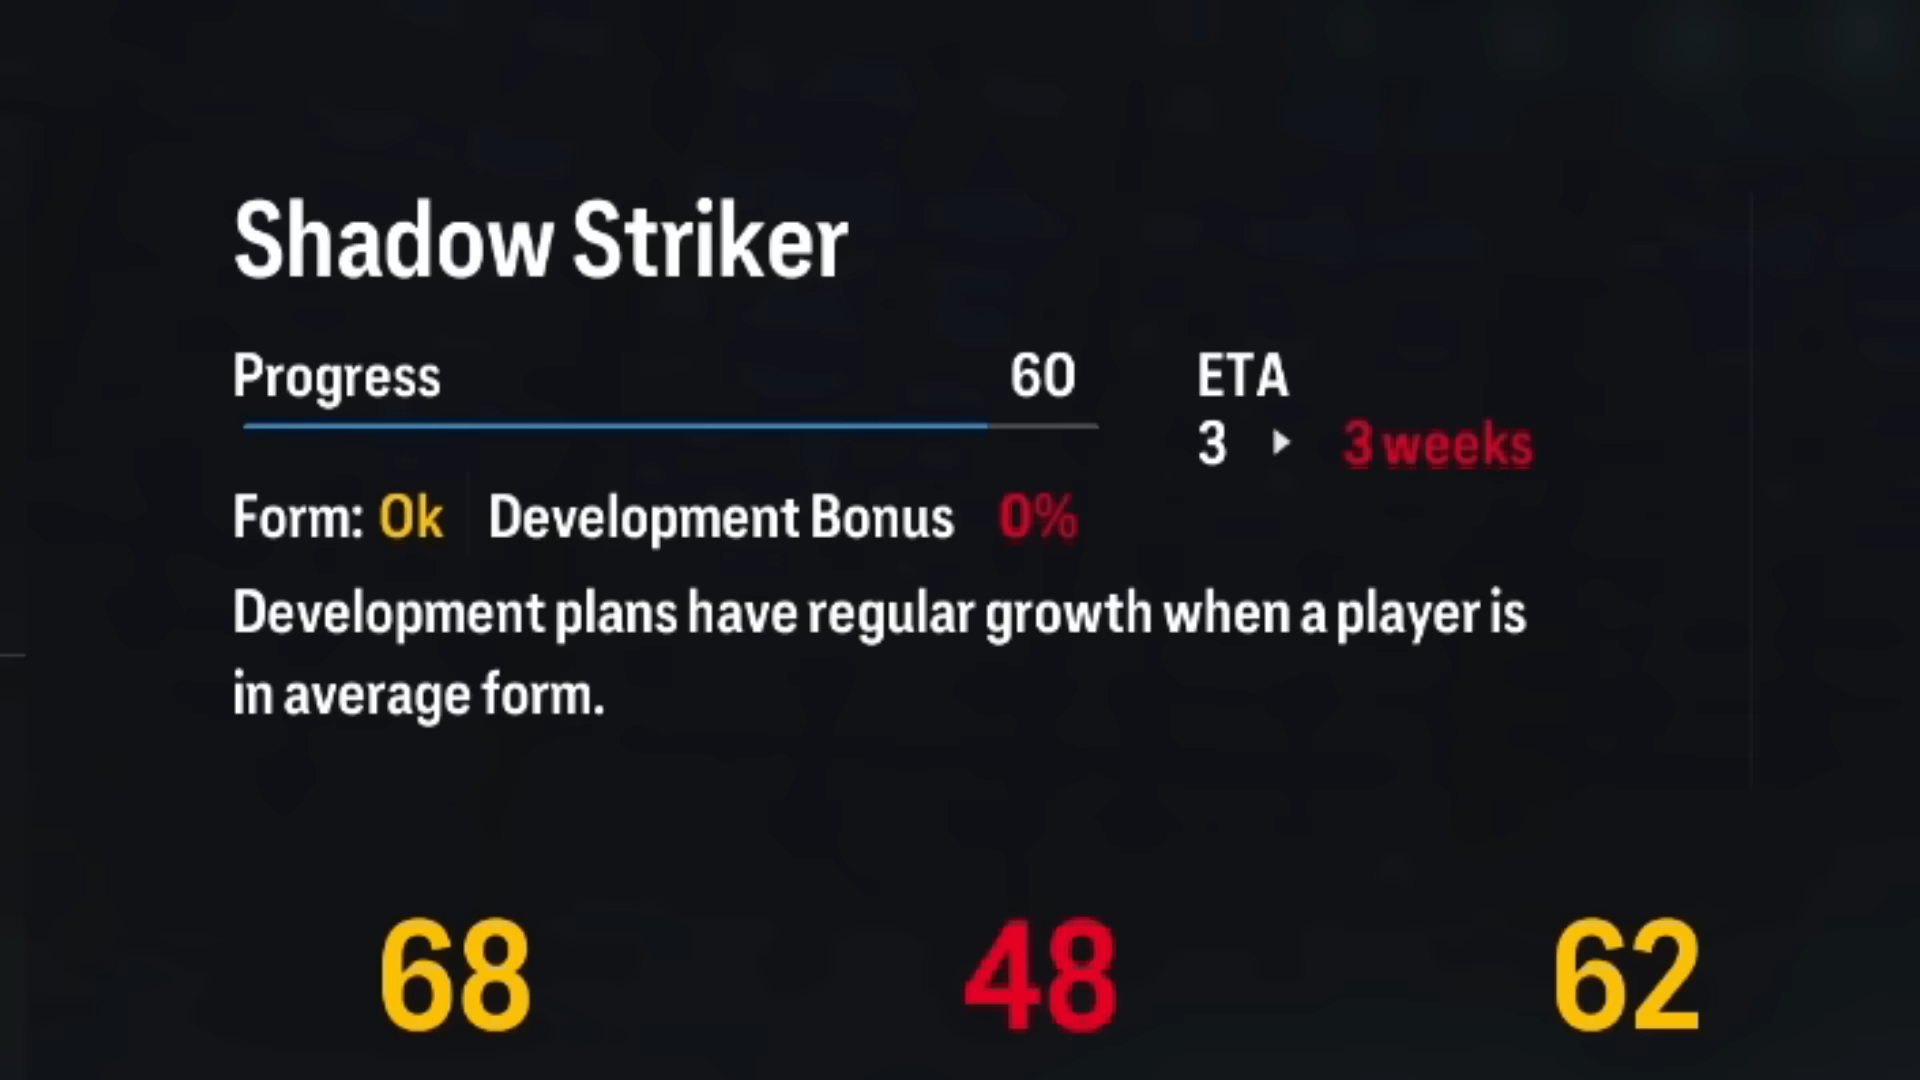 Shadow Striker
Progress 60 ETA
3 ▶ 3 weeks
Form: Ok Development Bonus 0%
Development plans have regular growth when a player is
in average form.
68 48 62